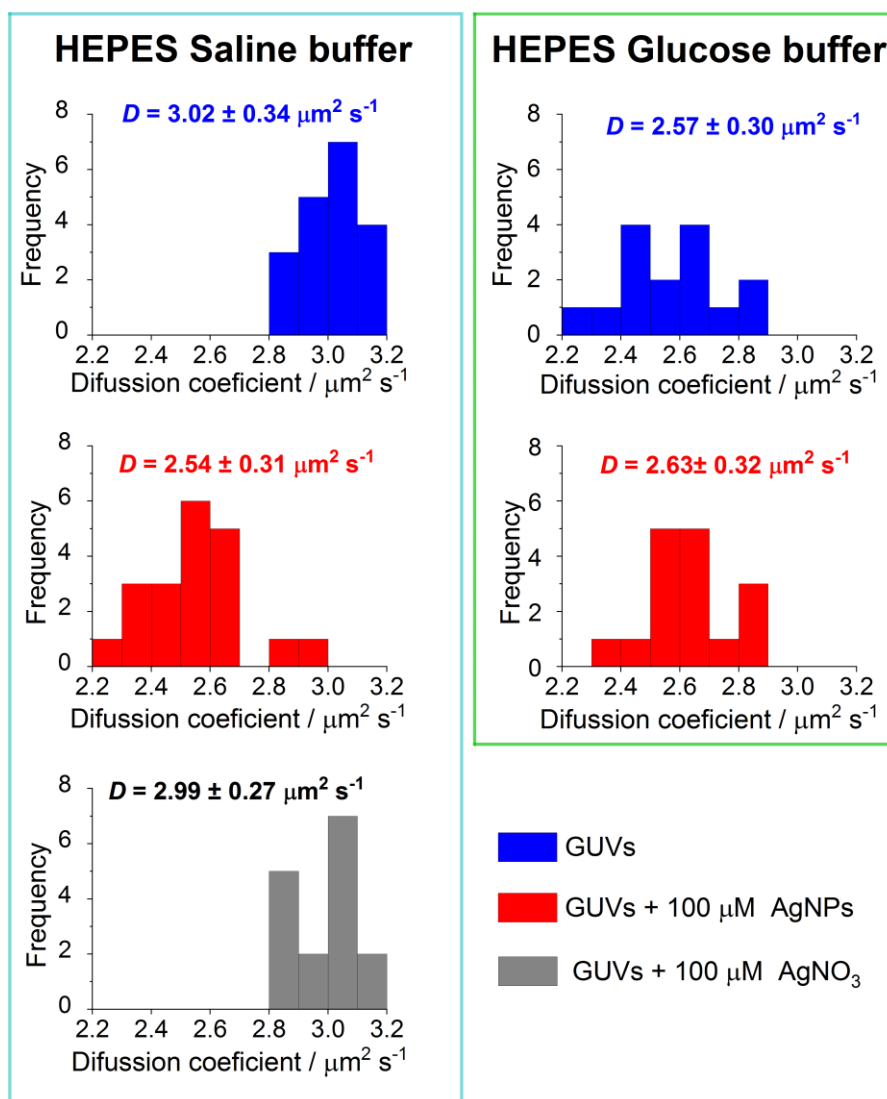 HEPES Saline buffer
D = 3.02 ± 0.34 μm² s⁻¹
8
6
4
2
0
Frequency
2.2 2.4 2.6 2.8 3.0 3.2
Difussion coeficient / μm² s⁻¹
D = 2.54 ± 0.31 μm² s⁻¹
8
6
4
2
0
Frequency
2.2 2.4 2.6 2.8 3.0 3.2
Difussion coeficient / μm² s⁻¹
D = 2.99 ± 0.27 μm² s⁻¹
8
6
4
2
0
Frequency
2.2 2.4 2.6 2.8 3.0 3.2
Difussion coeficient / μm² s⁻¹
HEPES Glucose buffer
D = 2.57 ± 0.30 μm² s⁻¹
8
6
4
2
0
Frequency
2.2 2.4 2.6 2.8 3.0 3.2
Difussion coeficient / μm² s⁻¹
D = 2.63± 0.32 μm² s⁻¹
8
6
4
2
0
Frequency
2.2 2.4 2.6 2.8 3.0 3.2
Difussion coeficient / μm² s⁻¹
GUVs
GUVs + 100 μM AgNPs
GUVs + 100 μM AgNO₃